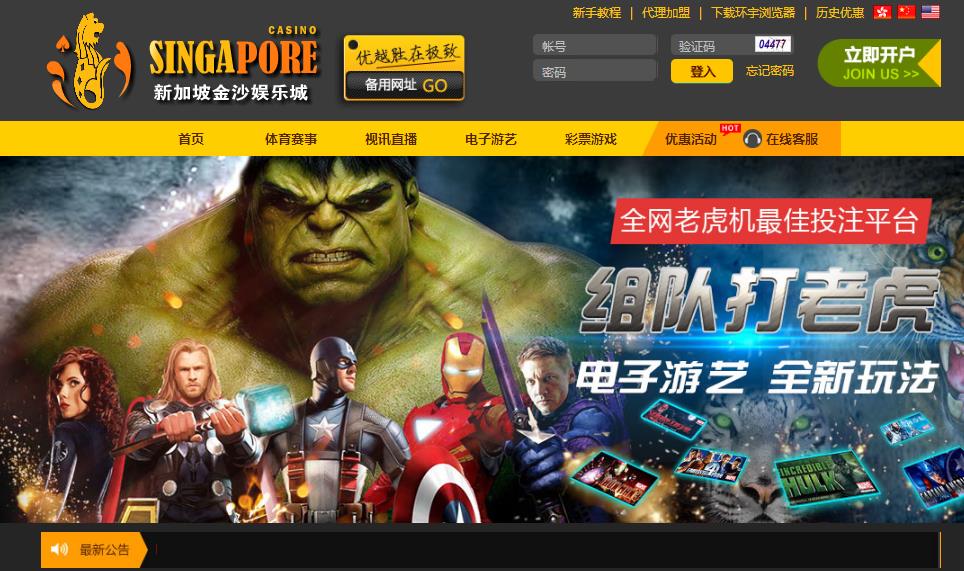 新手教程 | 代理加盟 | 下载环宇浏览器 | 历史优惠
CASINO
SINGAPORE
新加坡金沙娱乐城
优越胜在极致
备用网址 GO
帐号
验证码 04477
密码
登入 忘记密码
立即开户
JOIN US >>
首页 体育赛事 视讯直播 电子游艺 彩票游戏 优惠活动 HOT 在线客服
全网老虎机最佳投注平台
组队打老虎
电子游艺 全新玩法
INCREDIBLE
HULK
最新公告